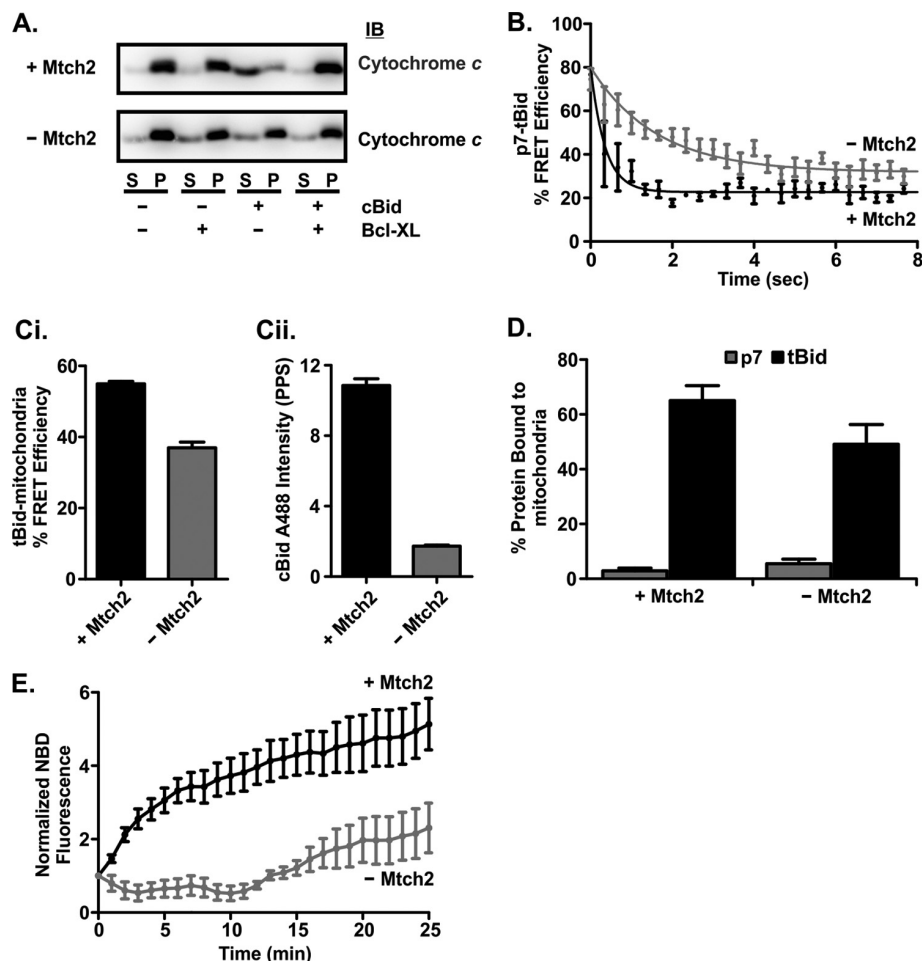 A.
IB
+ Mtch2
Cytochrome c
− Mtch2
Cytochrome c
S P S P S P S P
− − + + cBid
− + − + Bcl-XL
B.
p7-tBid
% FRET Efficiency
100
80
60
40
20
0
− Mtch2
+ Mtch2
0 2 4 6 8
Time (sec)
Ci.
tBid-mitochondria
% FRET Efficiency
60
40
20
0
+ Mtch2
− Mtch2
Cii.
cBid A488 Intensity (PPS)
12
8
4
0
+ Mtch2
− Mtch2
D.
p7 tBid
% Protein Bound to
mitochondria
80
60
40
20
0
+ Mtch2 − Mtch2
E.
+ Mtch2
Normalized NBD
Fluorescence
6
4
2
0
− Mtch2
0 5 10 15 20 25
Time (min)